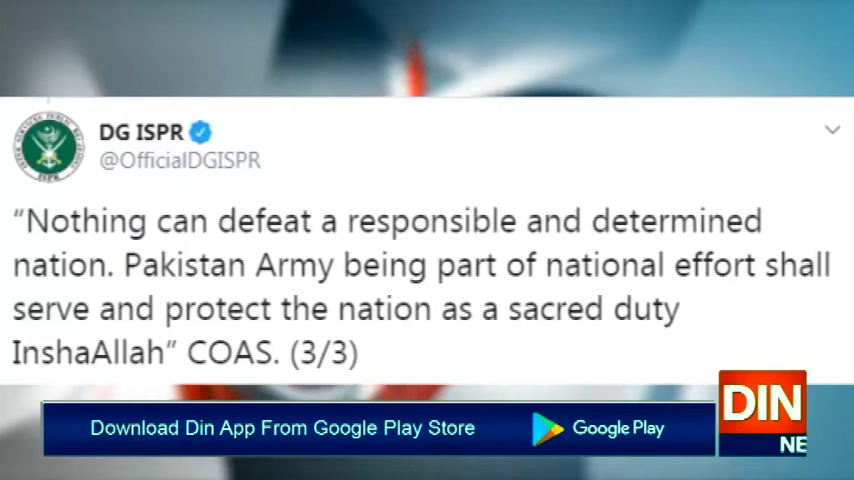 DG ISPR
@OfficialDGISPR
“Nothing can defeat a responsible and determined
nation. Pakistan Army being part of national effort shall
serve and protect the nation as a sacred duty
InshaAllah” COAS. (3/3)
Download Din App From Google Play Store
Google Play
DIN
NE